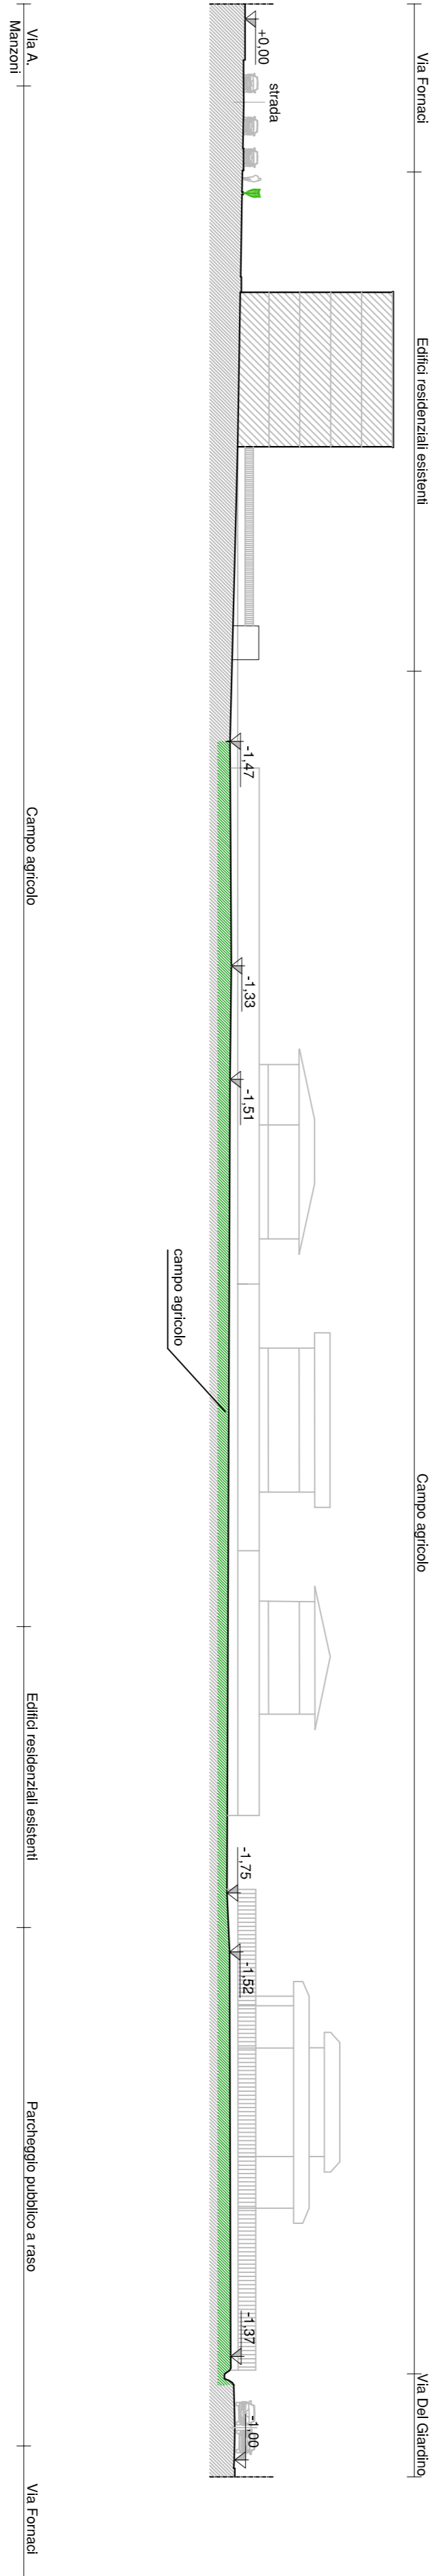 Via Fornaci
Edifici residenziali esistenti
Campo agricolo
Via Del Giardino
+0,00
strada
-1,47
-1,33
-1,51
-1,75
-1,52
-1,37
-1,00
campo agricolo
Via A.
Manzoni
Campo agricolo
Edifici residenziali esistenti
Parcheggio pubblico a raso
Via Fornaci